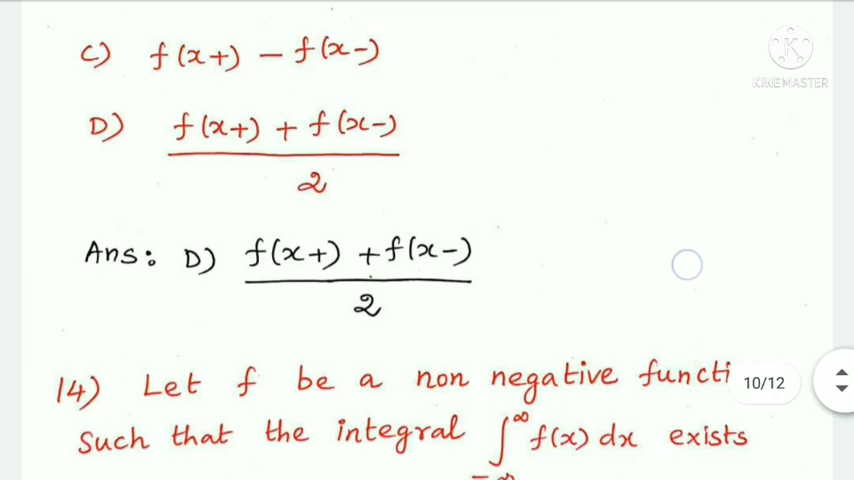 C) f(x+) - f(x-)
KINEMASTER
D) f(x+) + f(x-)
2
Ans: D) f(x+) + f(x-)
2
14) Let f be a non negative functi
10/12
Such that the integral ∫_{-∞}^{∞} f(x) dx exists